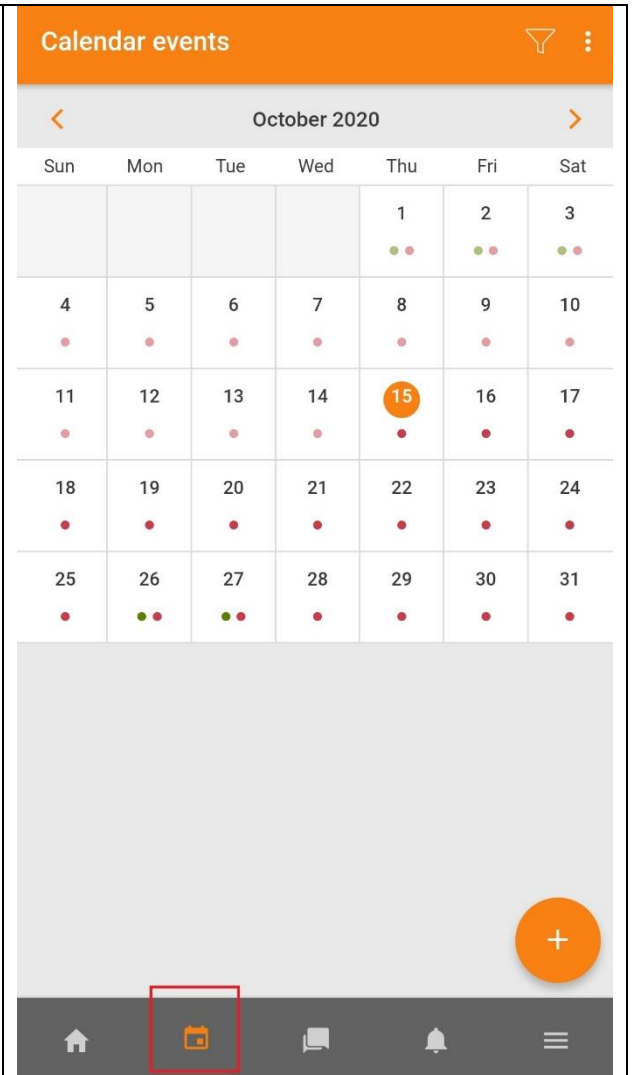 Calendar events
October 2020
Sun Mon Tue Wed Thu Fri Sat
1 2 3
4 5 6 7 8 9 10
11 12 13 14 15 16 17
18 19 20 21 22 23 24
25 26 27 28 29 30 31